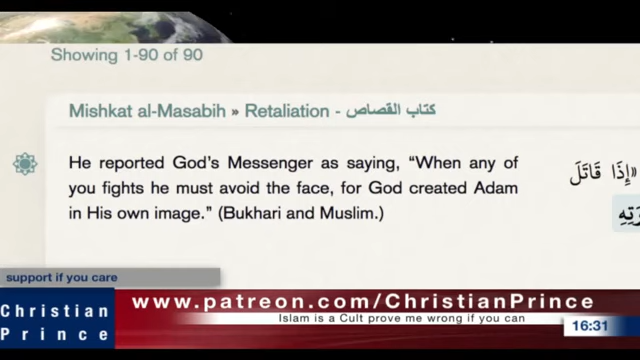 Showing 1-90 of 90
Mishkat al-Masabih » Retaliation - كتاب القصاص
He reported God's Messenger as saying, “When any of
you fights he must avoid the face, for God created Adam
in His own image.” (Bukhari and Muslim.)
«إِذَا قَاتَلَ
support if you care
Christian
Prince
www.patreon.com/ChristianPrince
Islam is a Cult prove me wrong if you can
16:31